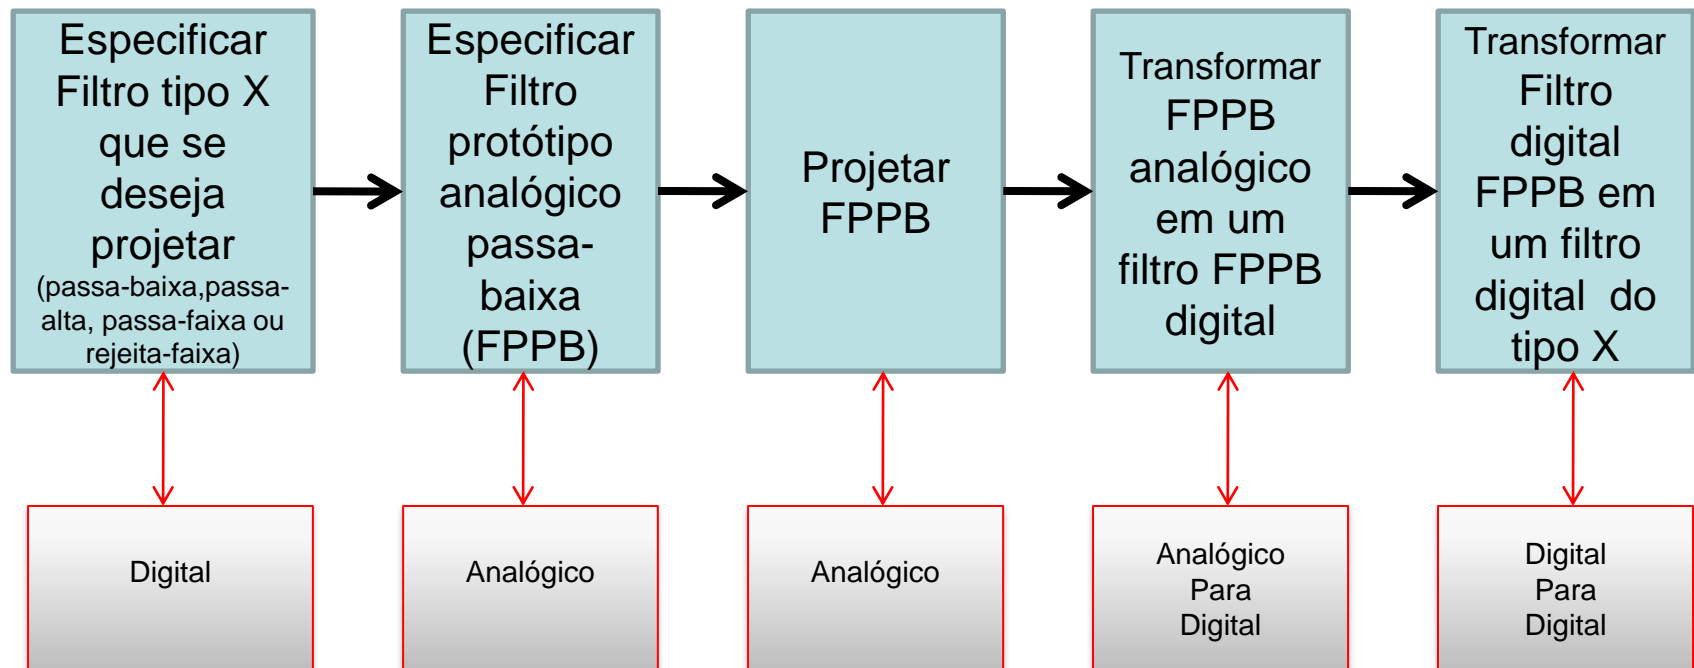 Especificar
Filtro tipo X
que se
deseja
projetar
(passa-baixa,passa-
alta, passa-faixa ou
rejeita-faixa)
Especificar
Filtro
protótipo
analógico
passa-
baixa
(FPPB)
Projetar
FPPB
Transformar
FPPB
analógico
em um
filtro FPPB
digital
Transformar
Filtro
digital
FPPB em
um filtro
digital  do
tipo X
Digital
Analógico
Analógico
Analógico
Para
Digital
Digital
Para
Digital